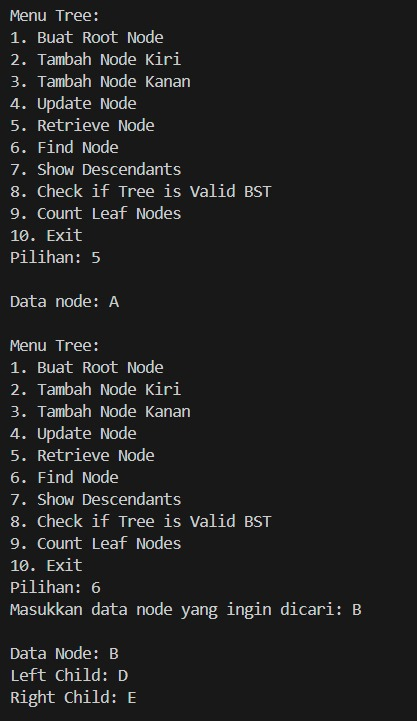 Menu Tree:
1. Buat Root Node
2. Tambah Node Kiri
3. Tambah Node Kanan
4. Update Node
5. Retrieve Node
6. Find Node
7. Show Descendants
8. Check if Tree is Valid BST
9. Count Leaf Nodes
10. Exit
Pilihan: 5

Data node: A

Menu Tree:
1. Buat Root Node
2. Tambah Node Kiri
3. Tambah Node Kanan
4. Update Node
5. Retrieve Node
6. Find Node
7. Show Descendants
8. Check if Tree is Valid BST
9. Count Leaf Nodes
10. Exit
Pilihan: 6
Masukkan data node yang ingin dicari: B

Data Node: B
Left Child: D
Right Child: E